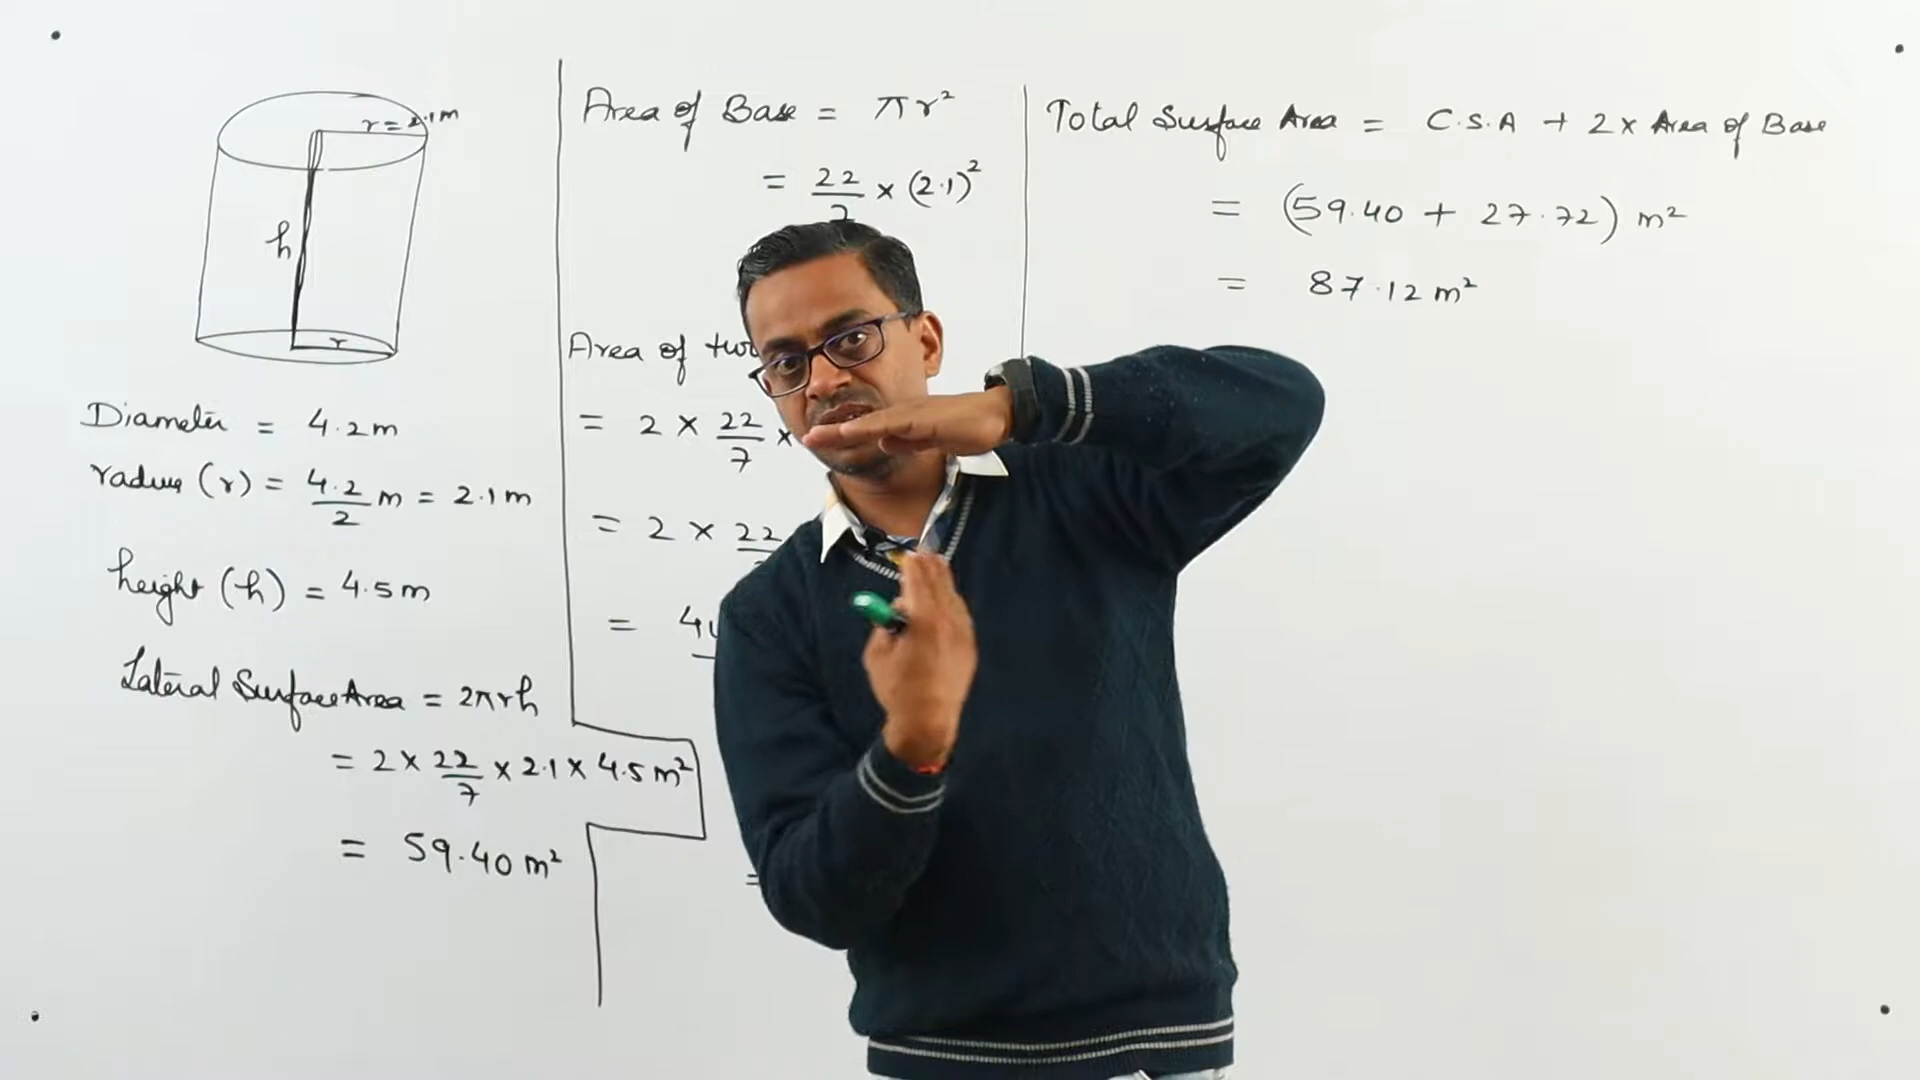 r = 2.1m
h
r
Diameter = 4.2m
radius (r) = 4.2/2 m = 2.1m
height (h) = 4.5m
Lateral Surface Area = 2πrh
= 2 × 22/7 × 2.1 × 4.5 m²
= 59.40 m²
Area of Base = πr²
= 22/7 × (2.1)²
Area of two
= 2 × 22/7 ×
= 2 × 22
=
=
Total Surface Area = C.S.A + 2 × Area of Base
= (59.40 + 27.72) m²
= 87.12 m²